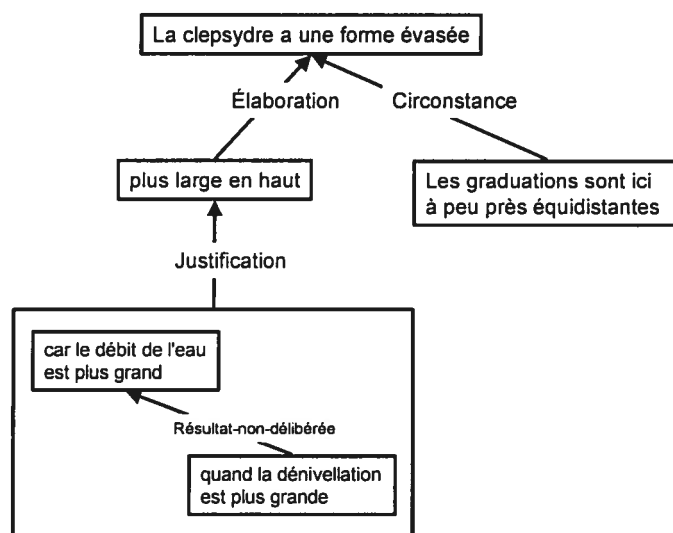 La clepsydre a une forme évasée
Élaboration
Circonstance
plus large en haut
Les graduations sont ici
à peu près équidistantes
Justification
car le débit de l'eau
est plus grand
Résultat-non-délibérée
quand la dénivellation
est plus grande